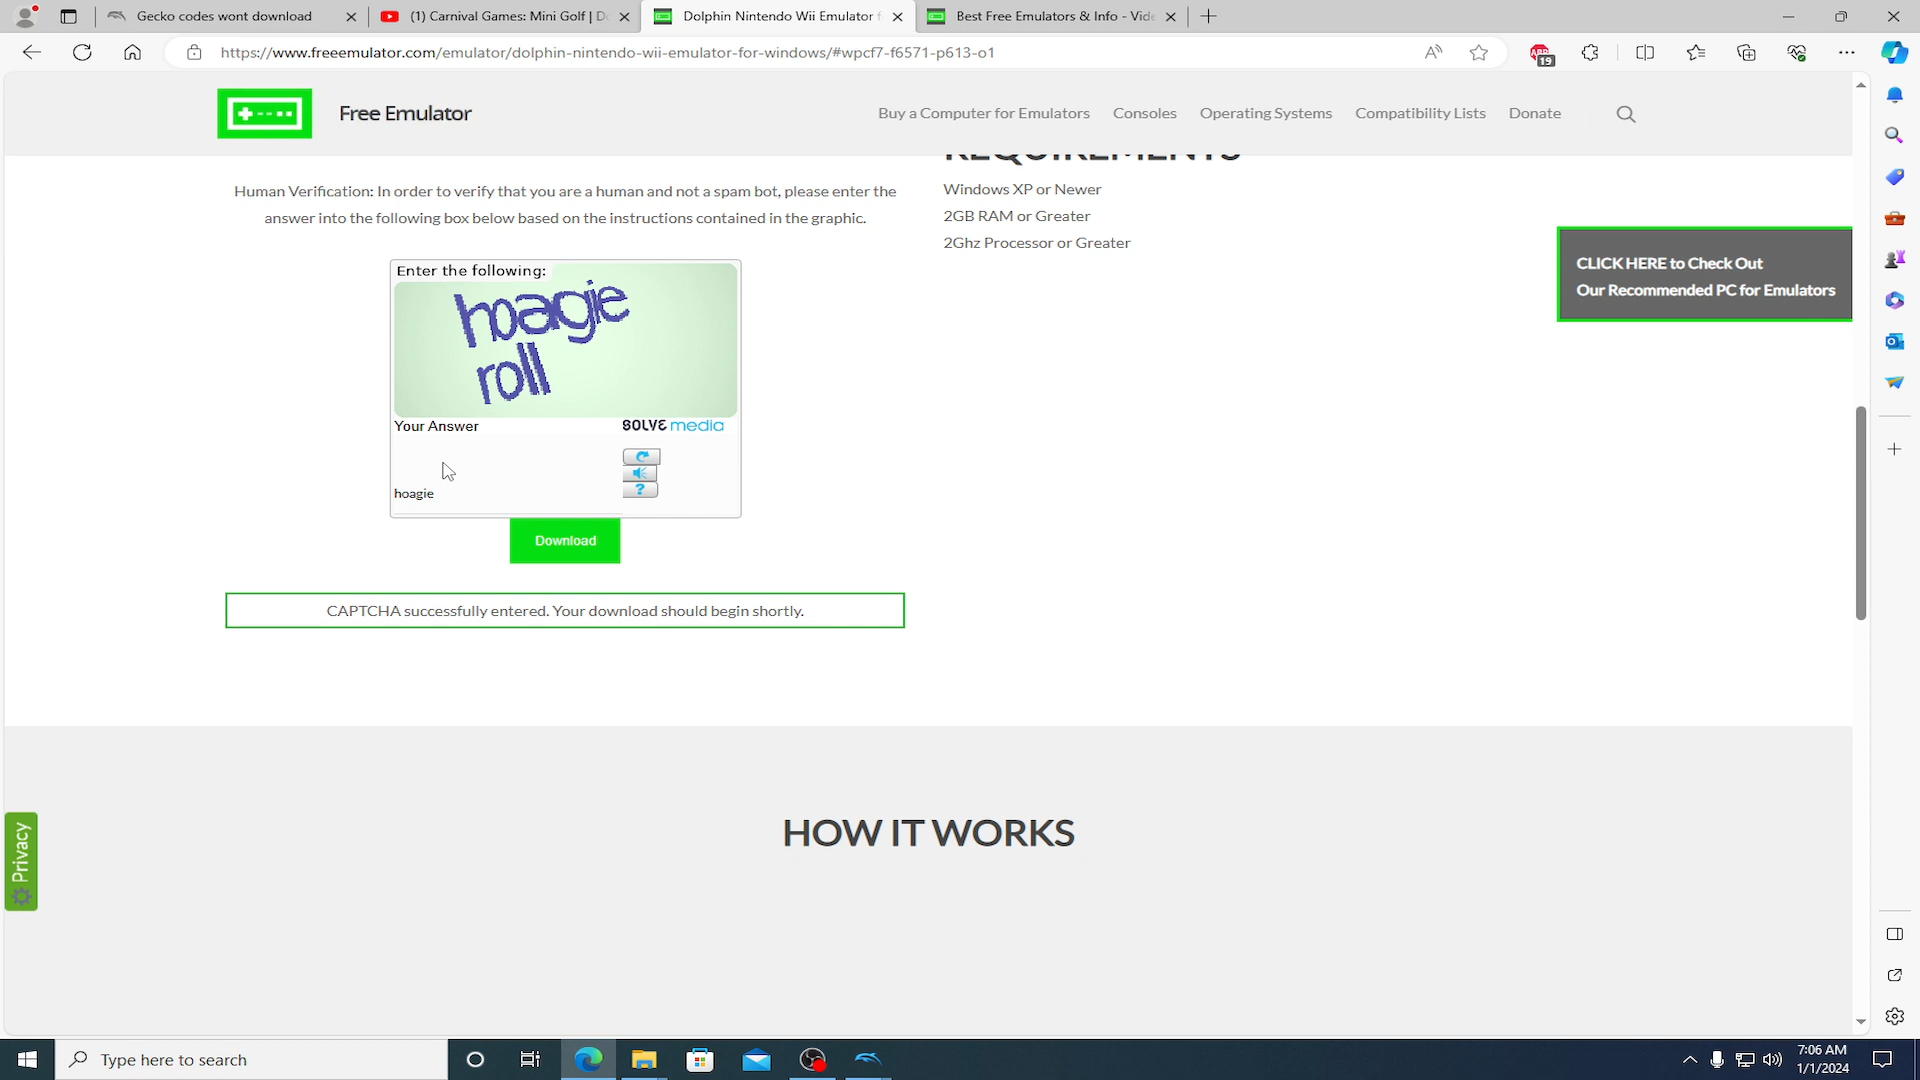 Gecko codes wont download
(1) Carnival Games: Mini Golf | Do
Dolphin Nintendo Wii Emulator f
Best Free Emulators & Info - Vide
https://www.freeemulator.com/emulator/dolphin-nintendo-wii-emulator-for-windows/#wpcf7-f6571-p613-o1
ABP
19
Free Emulator
Buy a Computer for Emulators
Consoles
Operating Systems
Compatibility Lists
Donate
REQUIREMENTS
Human Verification: In order to verify that you are a human and not a spam bot, please enter the
answer into the following box below based on the instructions contained in the graphic.
Windows XP or Newer
2GB RAM or Greater
2Ghz Processor or Greater
CLICK HERE to Check Out
Our Recommended PC for Emulators
Enter the following:
hoagie
roll
Your Answer
SOLVE media
?
hoagie
Download
CAPTCHA successfully entered. Your download should begin shortly.
HOW IT WORKS
Privacy
Type here to search
7:06 AM
1/1/2024